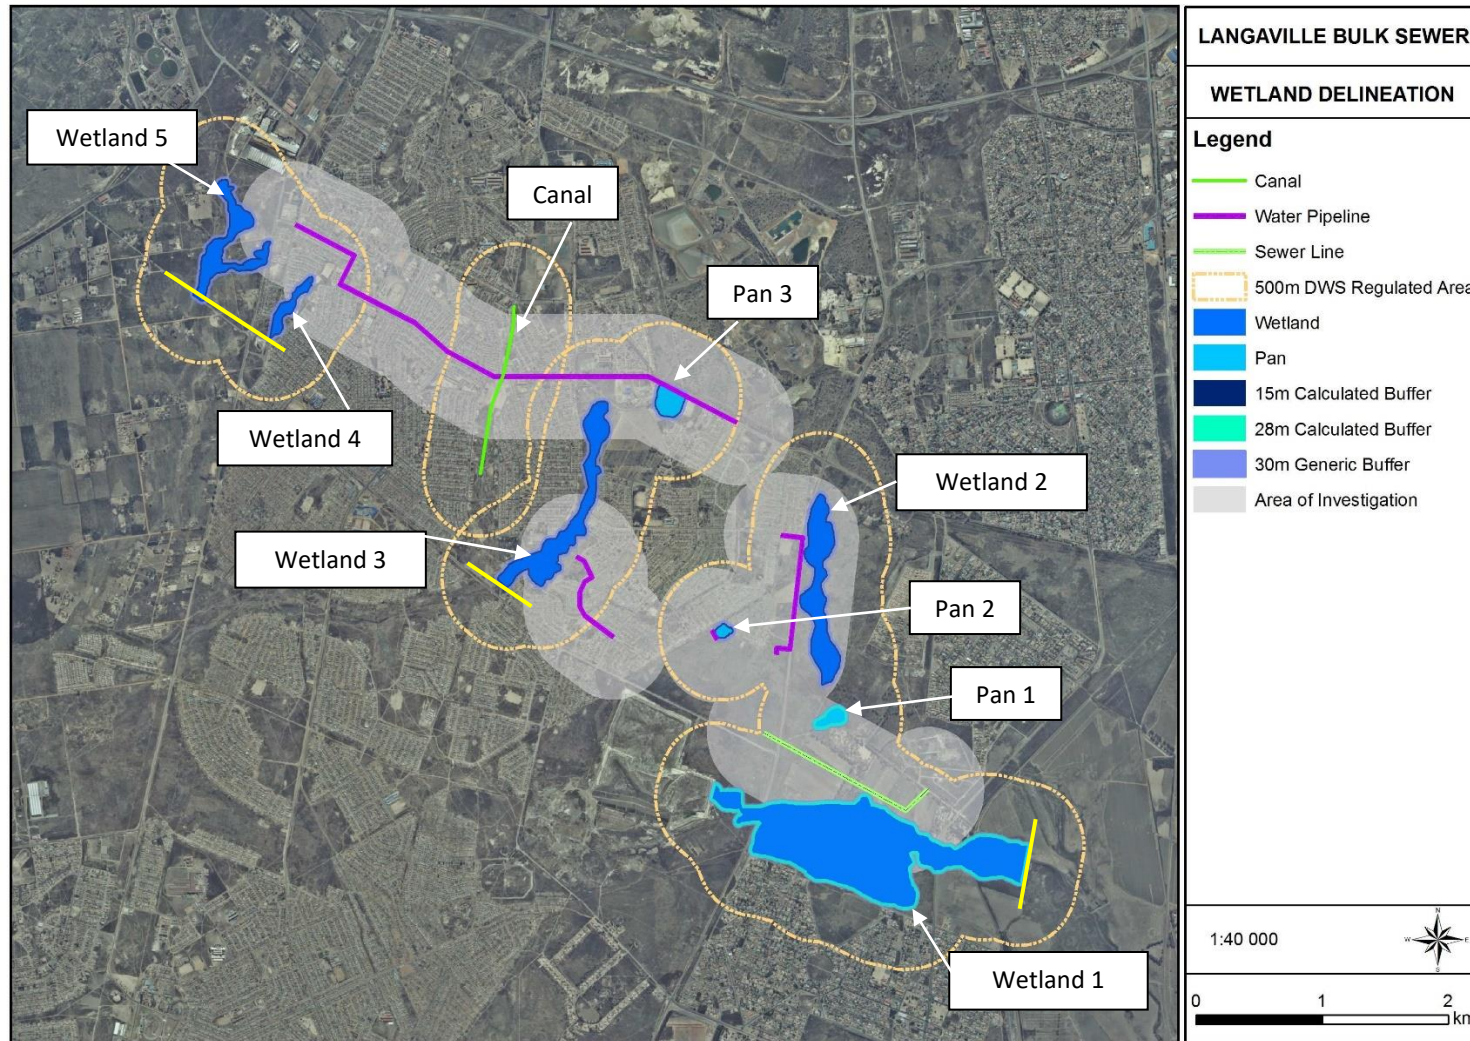 Wetland 5
Canal
Pan 3
Wetland 4
Wetland 2
Wetland 3
Pan 2
Pan 1
Wetland 1
LANGAVILLE BULK SEWER
WETLAND DELINEATION
Legend
Canal
Water Pipeline
Sewer Line
500m DWS Regulated Area
Wetland
Pan
15m Calculated Buffer
28m Calculated Buffer
30m Generic Buffer
Area of Investigation
1:40 000
N
W E
S
0 1 2
km